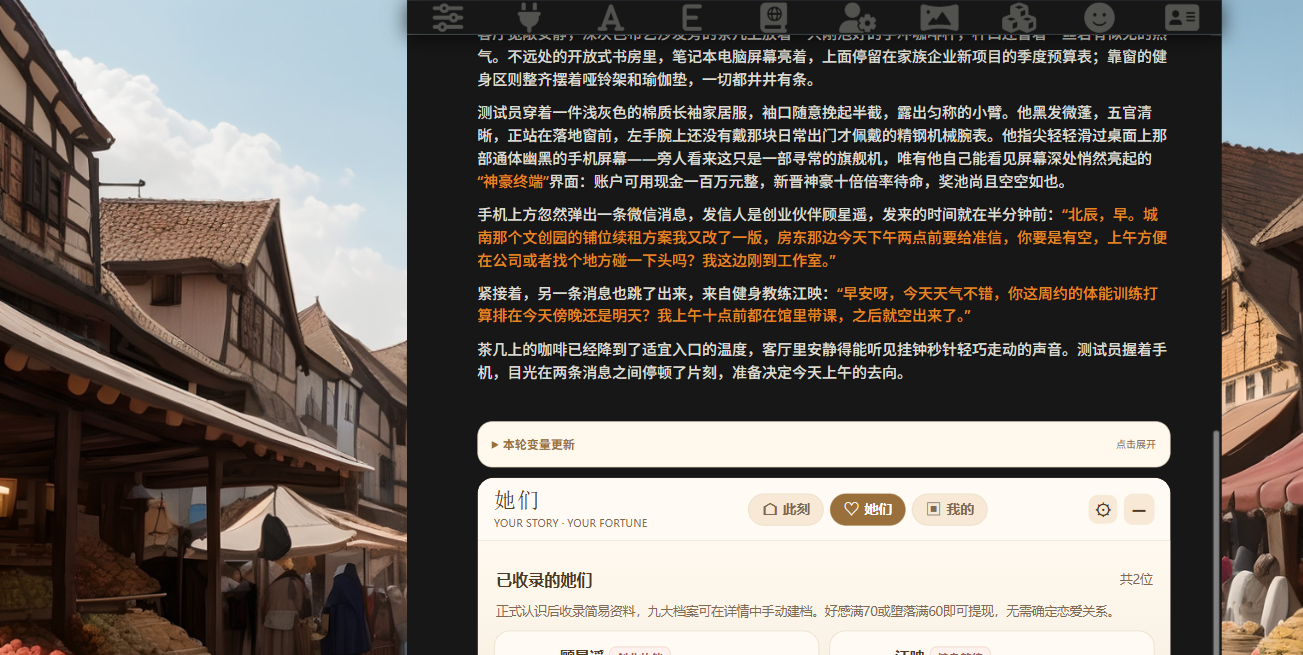 气。不远处的开放式书房里，笔记本电脑屏幕亮着，上面停留在家族企业新项目的季度预算表；靠窗的健
身区则整齐摆着哑铃架和瑜伽垫，一切都井井有条。
测试员穿着一件浅灰色的棉质长袖家居服，袖口随意挽起半截，露出匀称的小臂。他黑发微蓬，五官清
晰，正站在落地窗前，左手腕上还没有戴那块日常出门才佩戴的精钢机械腕表。他指尖轻轻滑过桌面上那
部通体幽黑的手机屏幕——旁人看来这只是一部寻常的旗舰机，唯有他自己能看见屏幕深处悄然亮起的
“神豪终端”界面：账户可用现金一百万元整，新晋神豪十倍倍率待命，奖池尚且空空如也。
手机上方忽然弹出一条微信消息，发信人是创业伙伴顾星遥，发来的时间就在半分钟前：“北辰，早。城
南那个文创园的铺位续租方案我又改了一版，房东那边今天下午两点前要给准信，你要是有空，上午方便
在公司或者找个地方碰一下头吗？我这边刚到工作室。”
紧接着，另一条消息也跳了出来，来自健身教练江映：“早安呀，今天天气不错，你这周约的体能训练打
算排在今天傍晚还是明天？我上午十点前都在馆里带课，之后就空出来了。”
茶几上的咖啡已经降到了适宜入口的温度，客厅里安静得能听见挂钟秒针轻巧走动的声音。测试员握着手
机，目光在两条消息之间停顿了片刻，准备决定今天上午的去向。
▶ 本轮变量更新 点击展开
她们
YOUR STORY · YOUR FORTUNE
此刻 ♡ 她们 我的
已收录的她们 共2位
正式认识后收录简易资料，九大档案可在详情中手动建档。好感满70或堕落满60即可提现，无需确定恋爱关系。